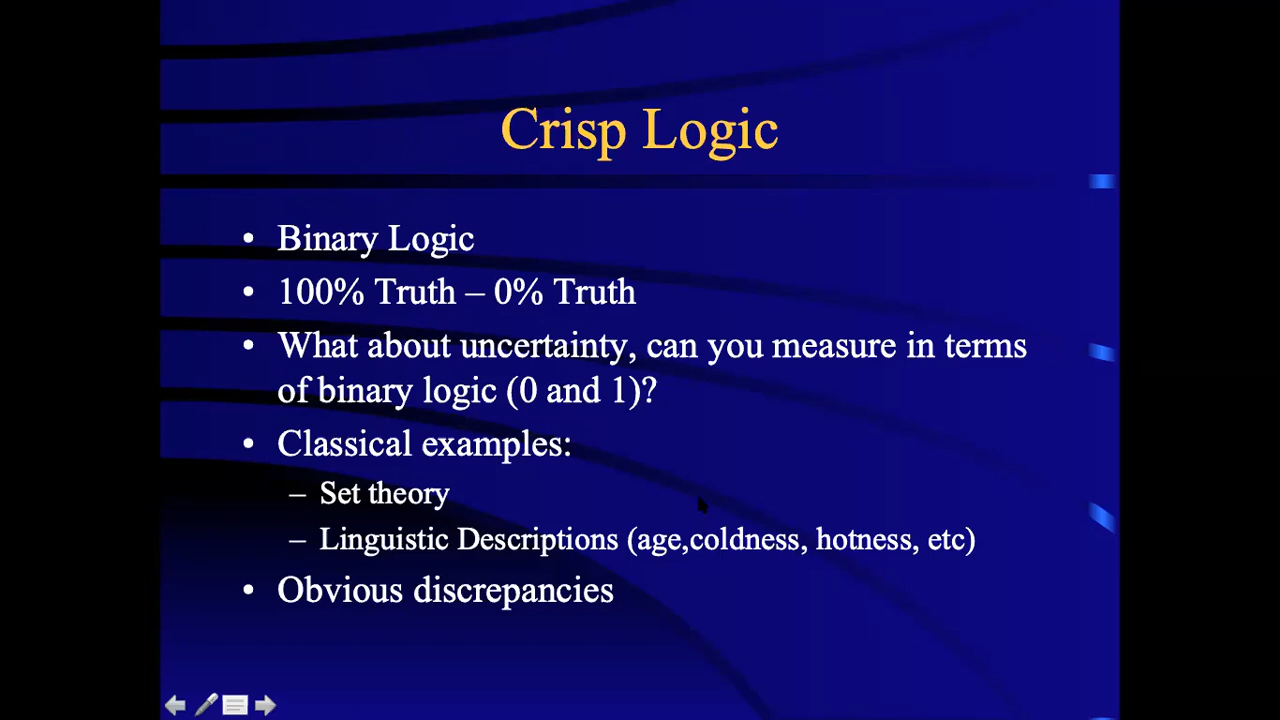 Crisp Logic
• Binary Logic
• 100% Truth – 0% Truth
• What about uncertainty, can you measure in terms
of binary logic (0 and 1)?
• Classical examples:
– Set theory
– Linguistic Descriptions (age,coldness, hotness, etc)
• Obvious discrepancies